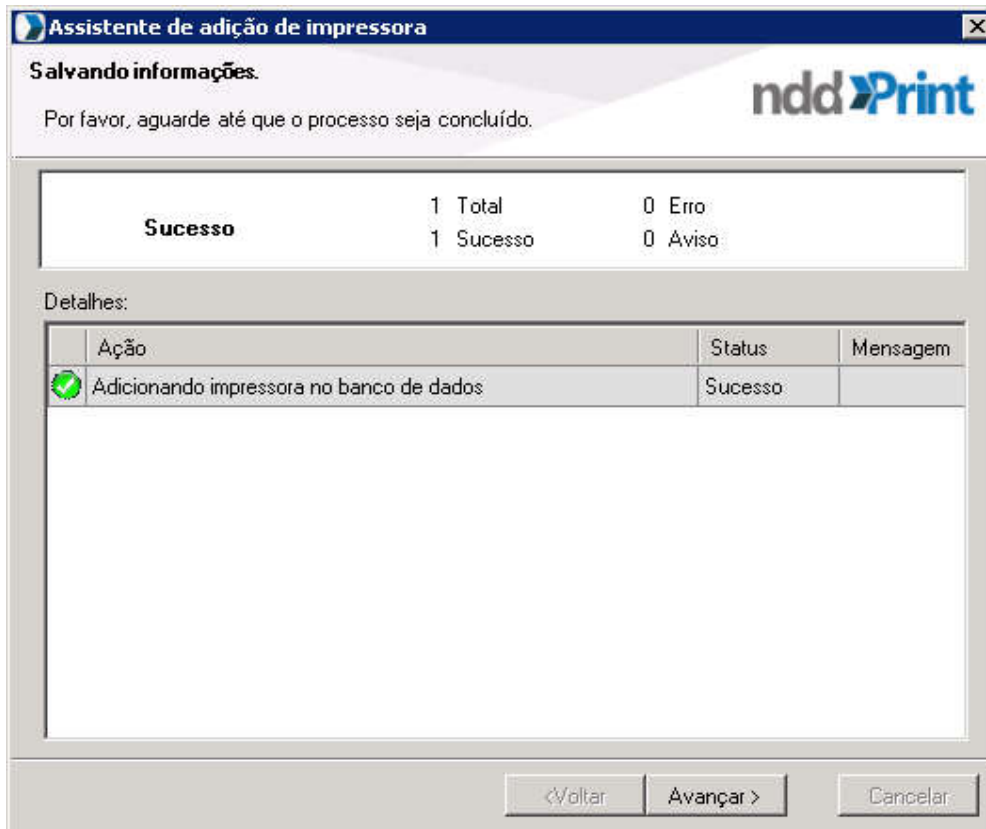 Assistente de adição de impressora
Salvando informações.
Por favor, aguarde até que o processo seja concluído.
ndd Print
Sucesso
1 Total 0 Erro
1 Sucesso 0 Aviso
Detalhes:
Ação Status Mensagem
Adicionando impressora no banco de dados Sucesso
<Voltar Avançar > Cancelar